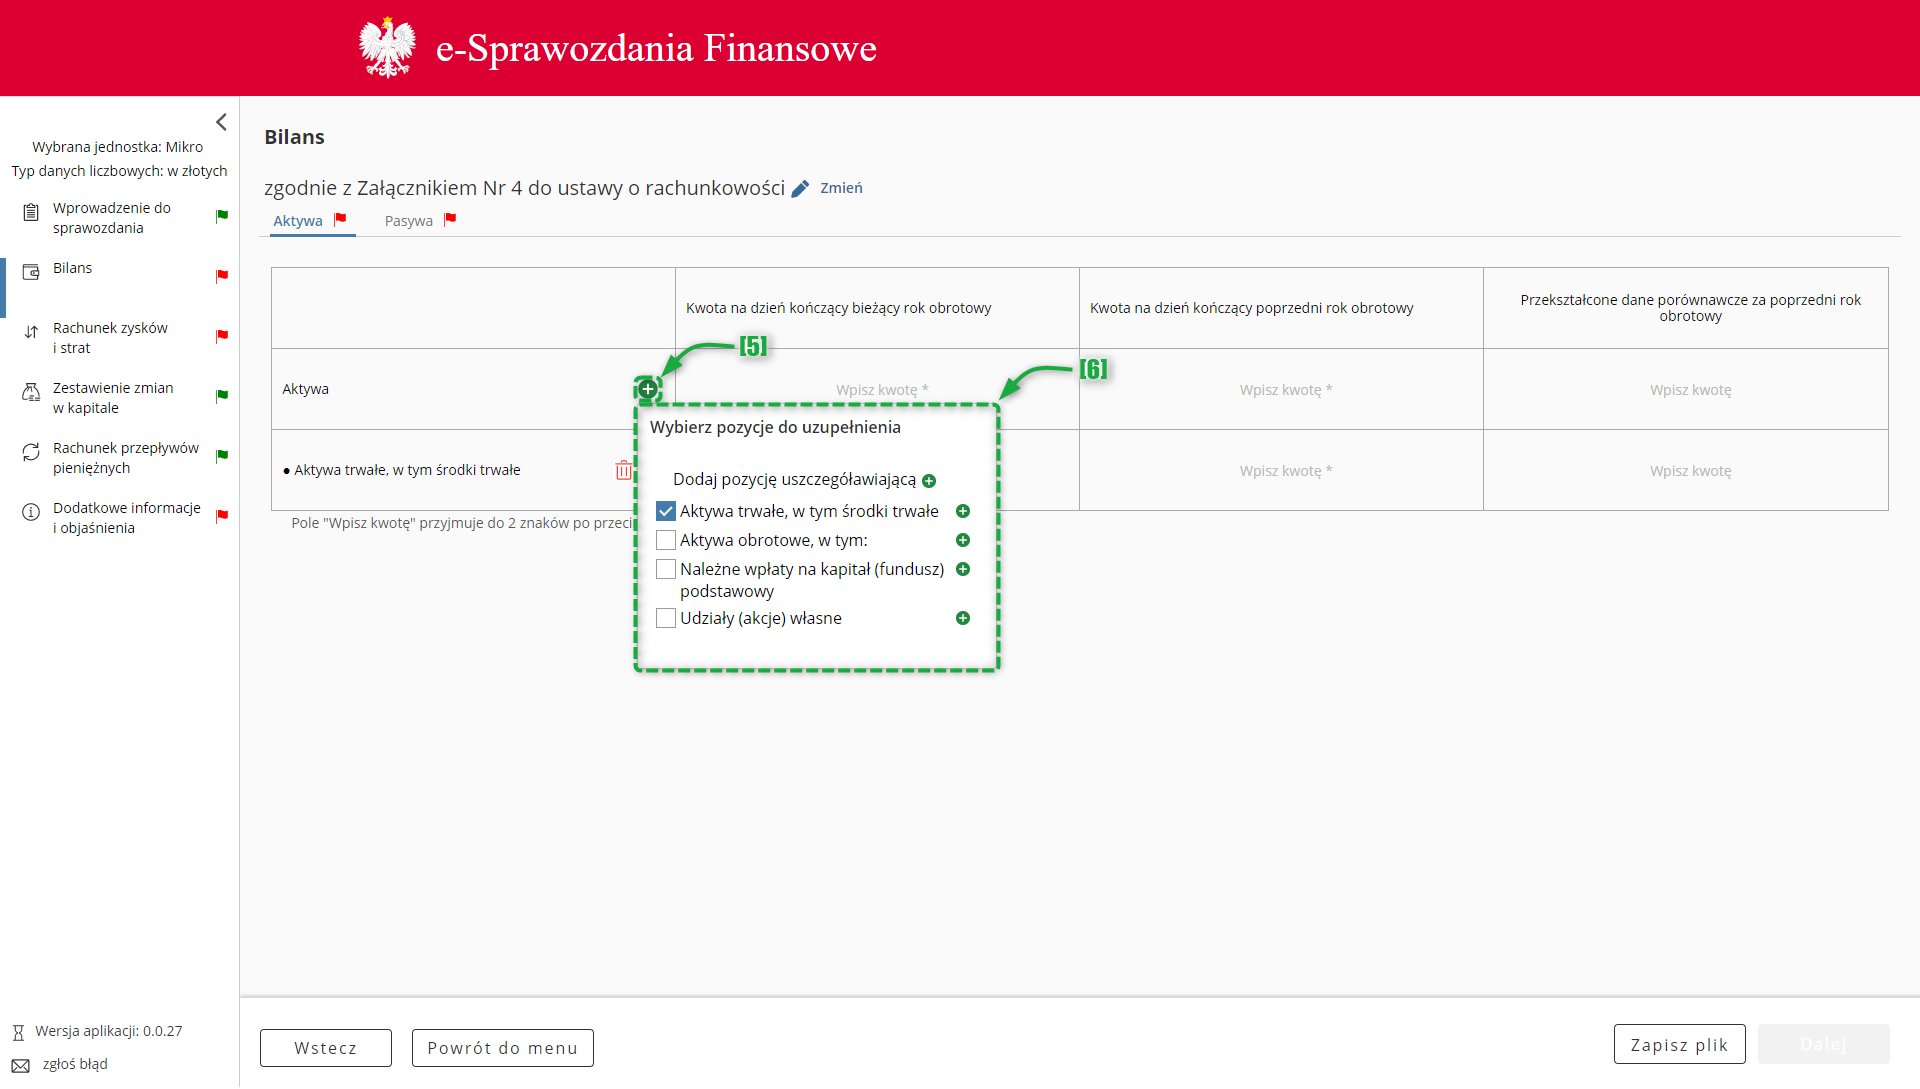 e-Sprawozdania Finansowe
Wybrana jednostka: Mikro
Typ danych liczbowych: w złotych
Wprowadzenie do
sprawozdania
Bilans
Rachunek zysków
i strat
Zestawienie zmian
w kapitale
Rachunek przepływów
pieniężnych
Dodatkowe informacje
i objaśnienia
Wersja aplikacji: 0.0.27
zgłoś błąd
Bilans
zgodnie z Załącznikiem Nr 4 do ustawy o rachunkowości Zmień
Aktywa Pasywa
Kwota na dzień kończący bieżący rok obrotowy
Kwota na dzień kończący poprzedni rok obrotowy
Przekształcone dane porównawcze za poprzedni rok
obrotowy
[5]
[6]
Aktywa Wpisz kwotę * Wpisz kwotę * Wpisz kwotę
● Aktywa trwałe, w tym środki trwałe Wpisz kwotę * Wpisz kwotę
Pole "Wpisz kwotę" przyjmuje do 2 znaków po przeci
Wybierz pozycje do uzupełnienia
Dodaj pozycję uszczegóławiającą
Aktywa trwałe, w tym środki trwałe
Aktywa obrotowe, w tym:
Należne wpłaty na kapitał (fundusz)
podstawowy
Udziały (akcje) własne
Wstecz Powrót do menu Zapisz plik Dalej